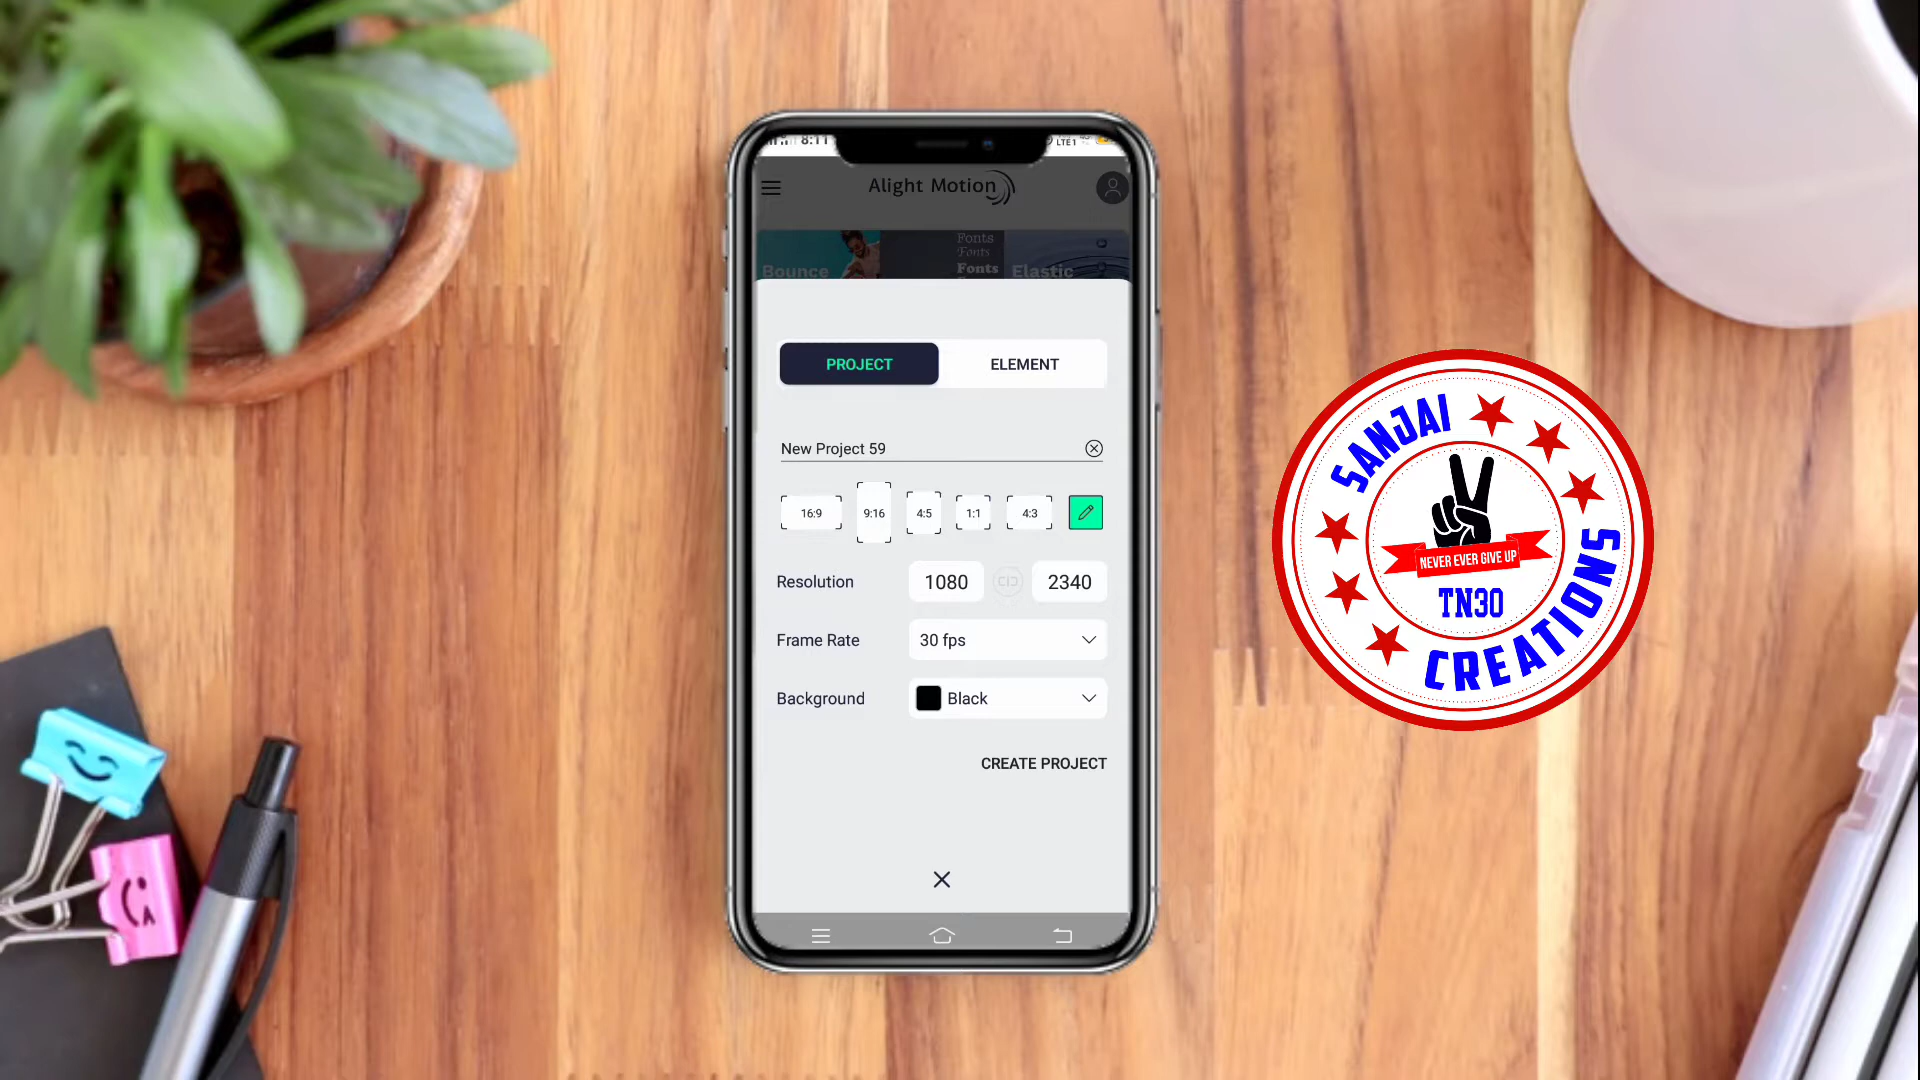 8:11
LTE1
Alight Motion
Fonts
Fonts
Bounce
Fonts
Elastic
PROJECT
ELEMENT
New Project 59
16:9
9:16
4:5
1:1
4:3
Resolution
1080
2340
Frame Rate
30 fps
Background
Black
CREATE PROJECT
SANJAI
NEVER EVER GIVE UP
TN30
CREATIONS